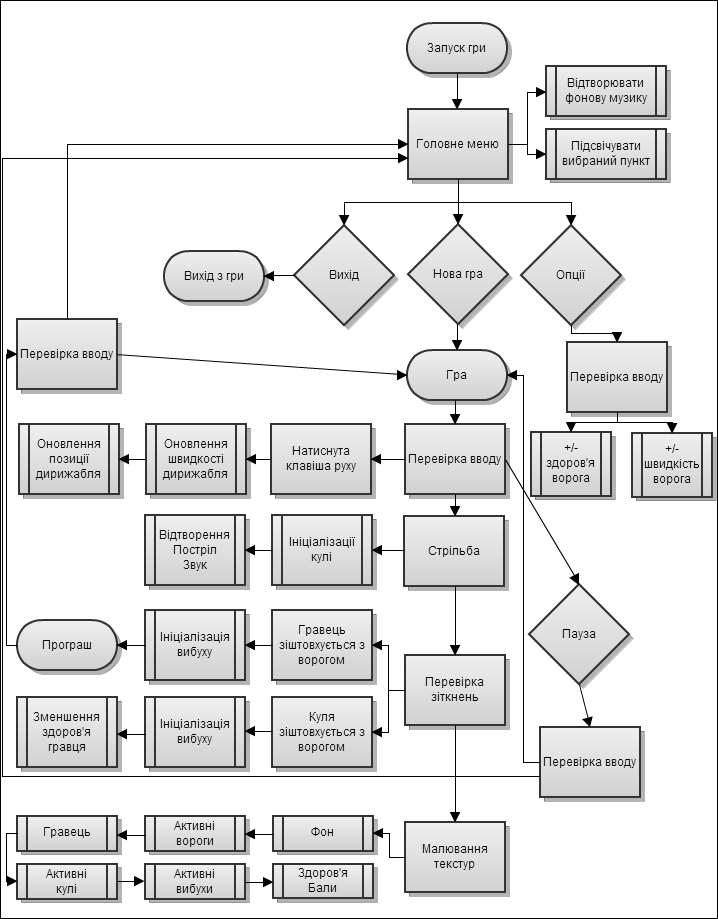 Запуск гри
Відтворювати
фонову музику
Головне меню
Підсвічувати
вибраний пункт
Вихід з гри
Вихід
Нова гра
Опції
Перевірка вводу
Гра
Перевірка вводу
Оновлення
позиції
дирижабля
Оновлення
швидкості
дирижабля
Натиснута
клавіша руху
Перевірка вводу
+/-
здоров'я
ворога
+/-
швидкість
ворога
Відтворення
Постріл
Звук
Ініціалізації
кулі
Стрільба
Програш
Ініціалізація
вибуху
Гравець
зіштовхується з
ворогом
Перевірка
зіткнень
Пауза
Зменшення
здоров'я
гравця
Ініціалізація
вибуху
Куля
зіштовхується з
ворогом
Перевірка вводу
Гравець
Активні
вороги
Фон
Малювання
текстур
Активні
кулі
Активні
вибухи
Здоров'я
Бали